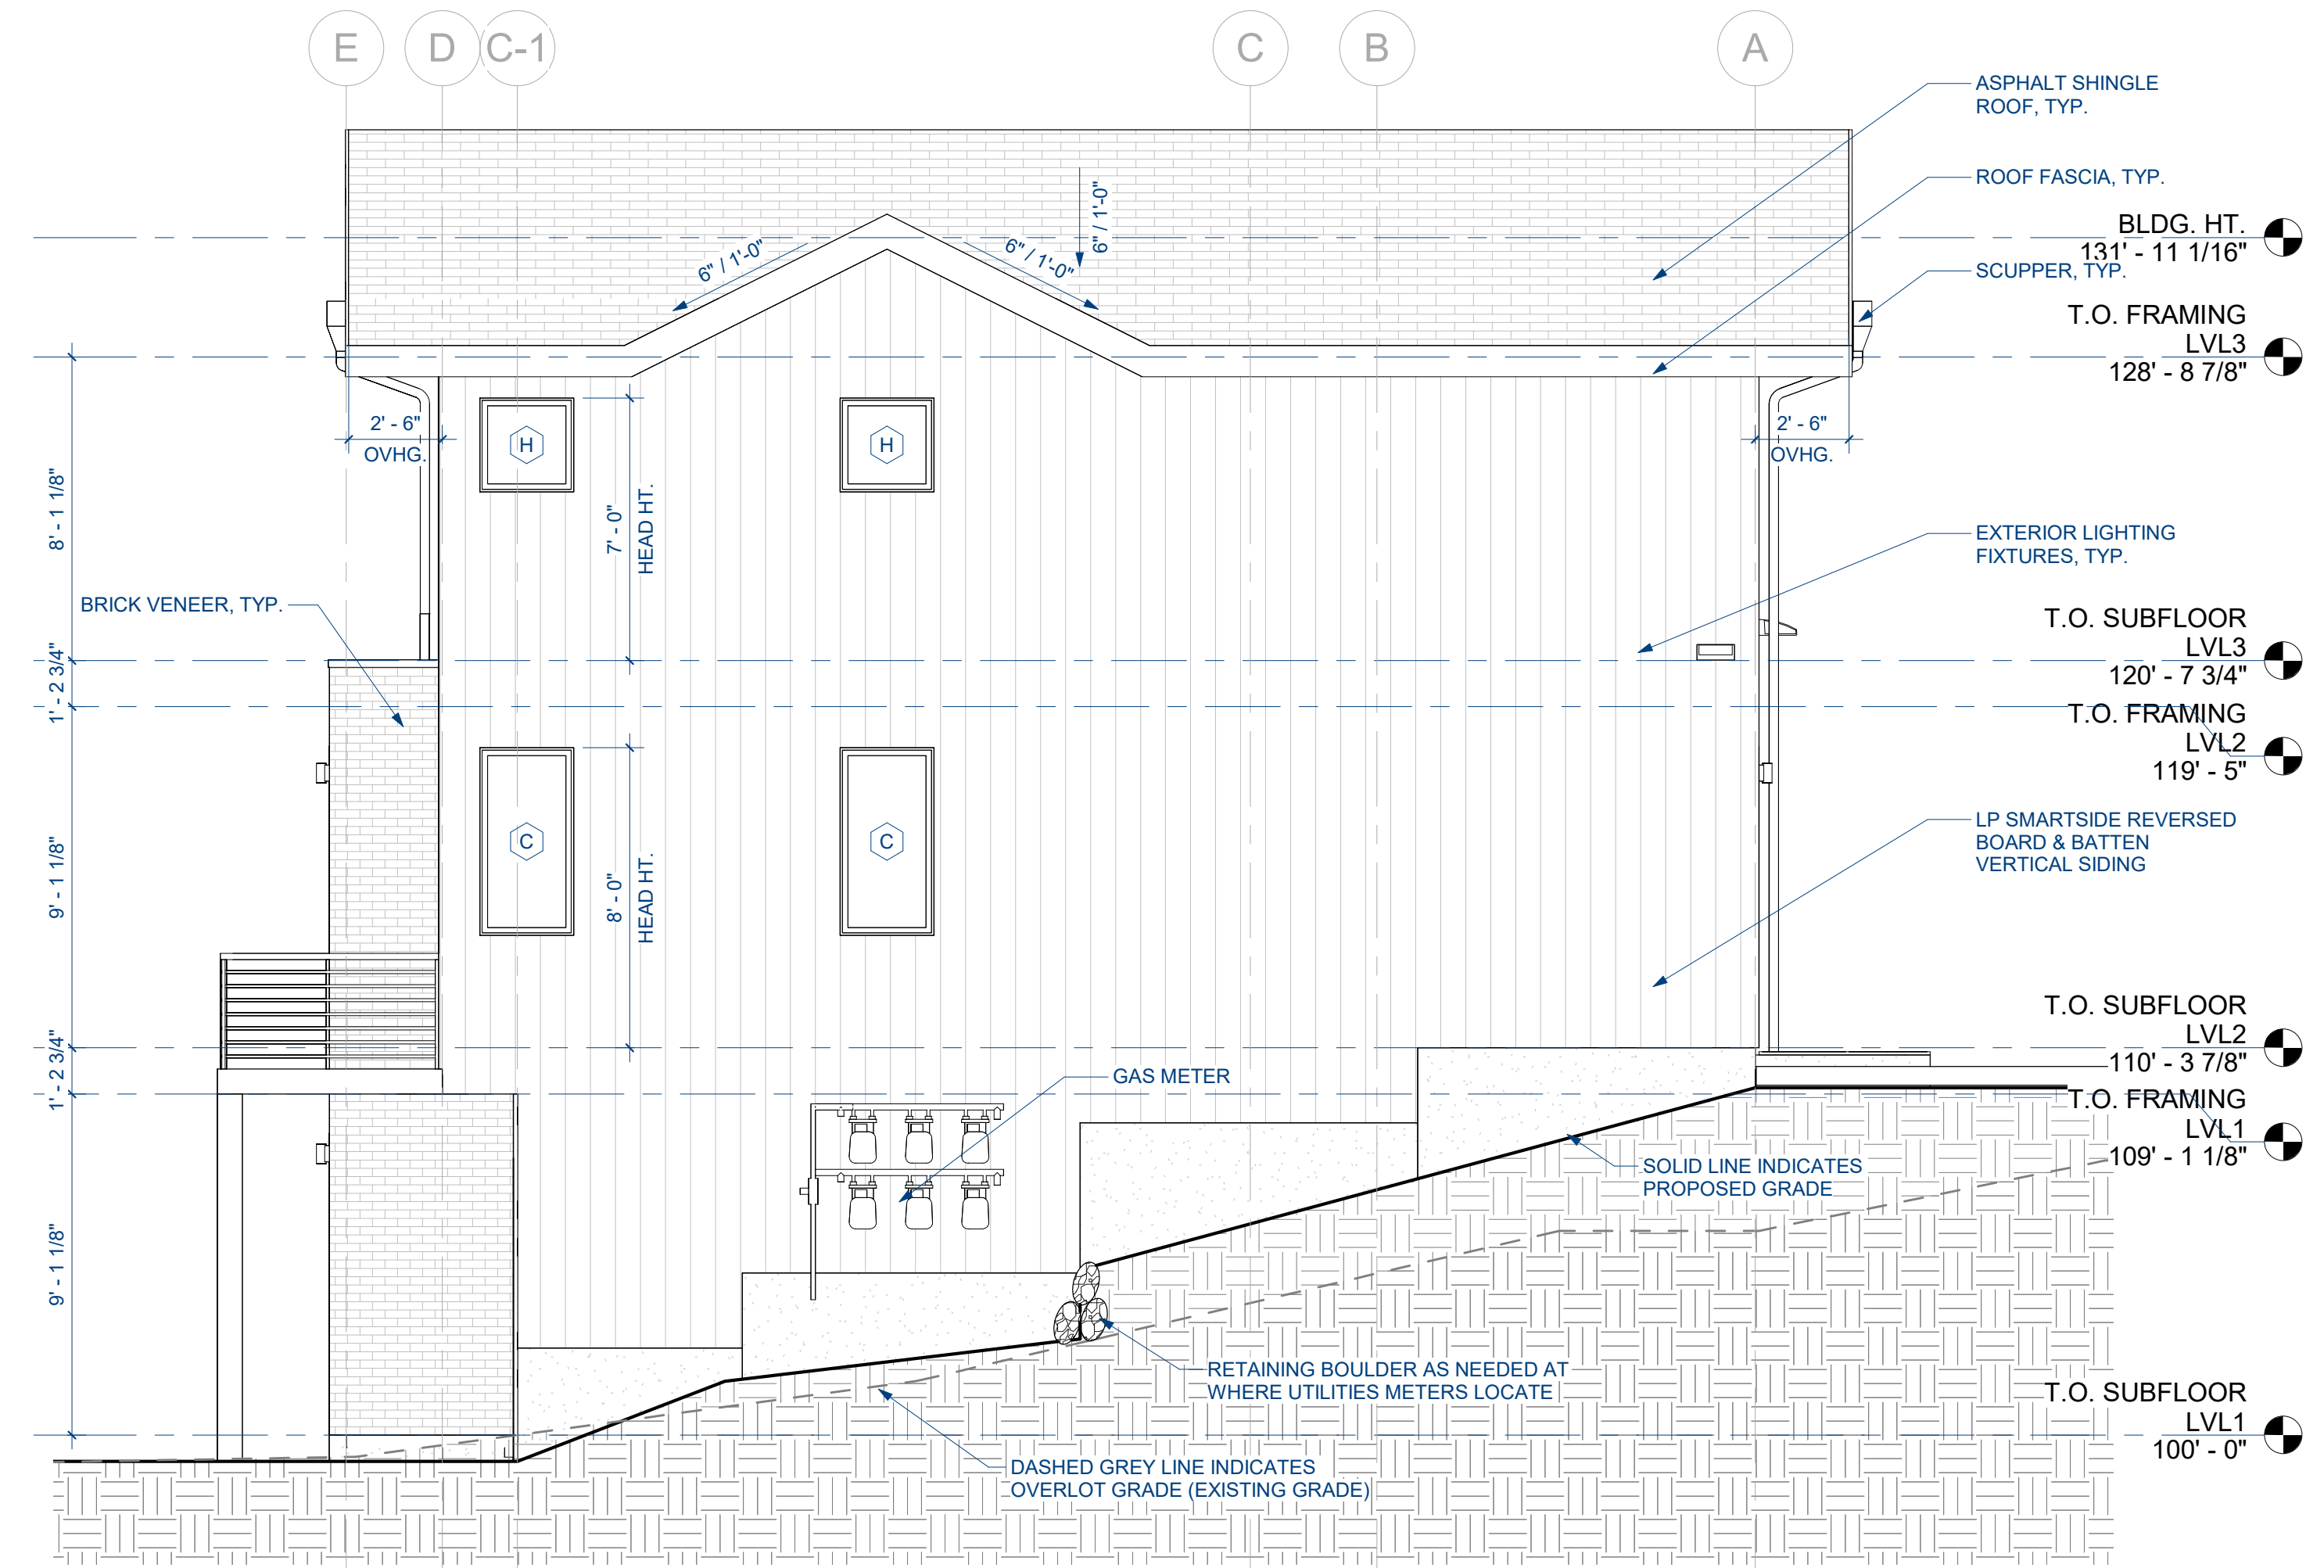 E
D
C-1
C
B
A
ASPHALT SHINGLE
ROOF, TYP.
ROOF FASCIA, TYP.
BLDG. HT.
131' - 11 1/16"
SCUPPER, TYP.
T.O. FRAMING
LVL3
128' - 8 7/8"
6" / 1'-0"
6" / 1'-0"
6" / 1'-0"
2' - 6"
OVHG.
2' - 6"
OVHG.
H
H
7' - 0"
HEAD HT.
8' - 1 1/8"
EXTERIOR LIGHTING
FIXTURES, TYP.
BRICK VENEER, TYP.
T.O. SUBFLOOR
LVL3
120' - 7 3/4"
1' - 2 3/4"
T.O. FRAMING
LVL2
119' - 5"
C
C
8' - 0"
HEAD HT.
9' - 1 1/8"
LP SMARTSIDE REVERSED
BOARD & BATTEN
VERTICAL SIDING
T.O. SUBFLOOR
LVL2
110' - 3 7/8"
1' - 2 3/4"
GAS METER
T.O. FRAMING
LVL1
109' - 1 1/8"
SOLID LINE INDICATES
PROPOSED GRADE
9' - 1 1/8"
RETAINING BOULDER AS NEEDED AT
WHERE UTILITIES METERS LOCATE
T.O. SUBFLOOR
LVL1
100' - 0"
DASHED GREY LINE INDICATES
OVERLOT GRADE (EXISTING GRADE)